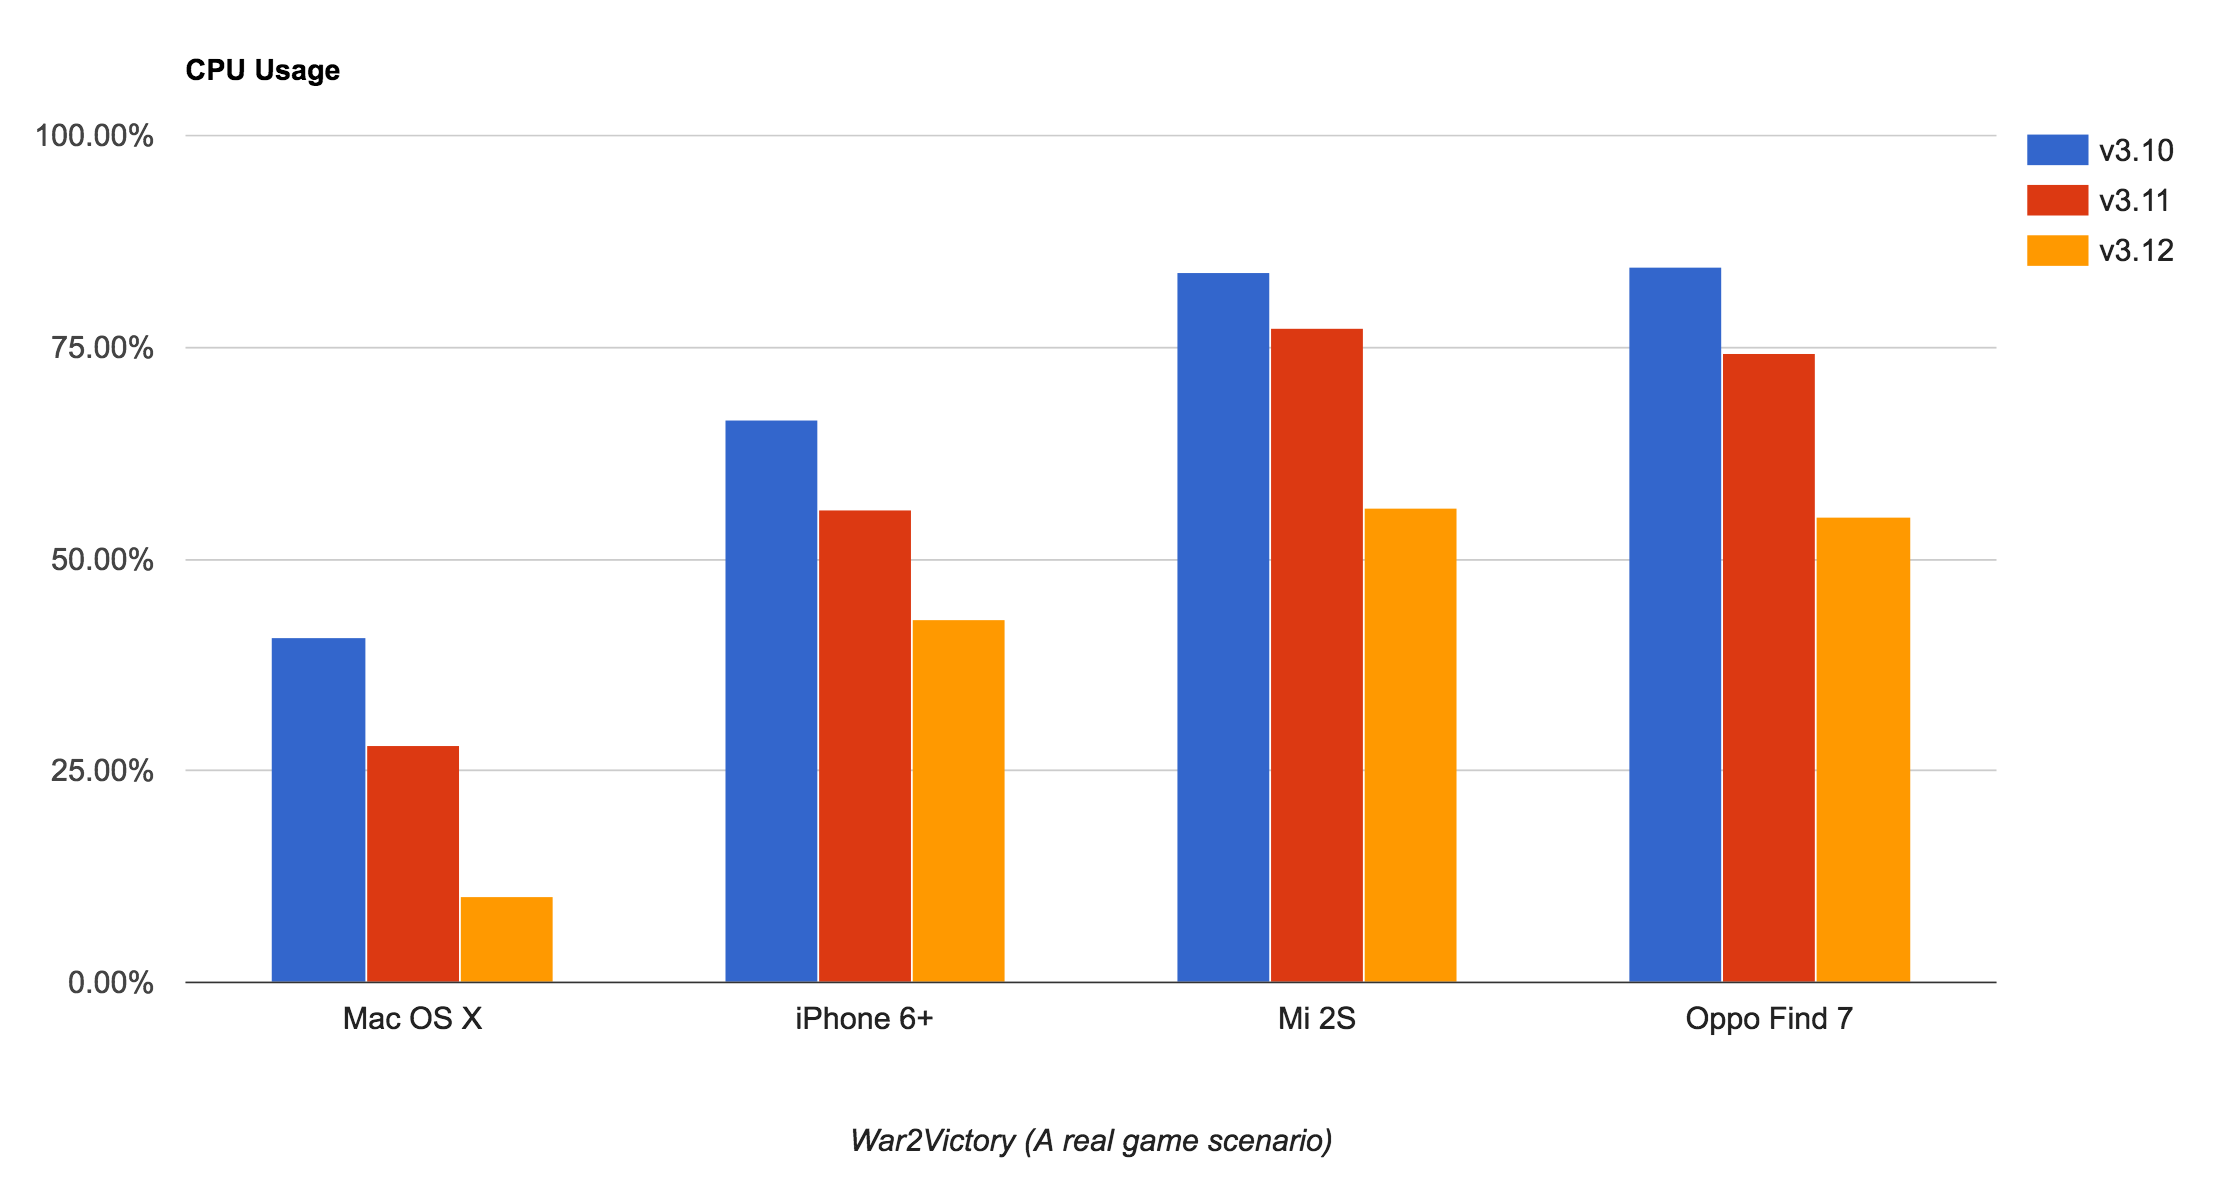 CPU Usage
100.00%
75.00%
50.00%
25.00%
0.00%
v3.10
v3.11
v3.12
Mac OS X
iPhone 6+
Mi 2S
Oppo Find 7
War2Victory (A real game scenario)